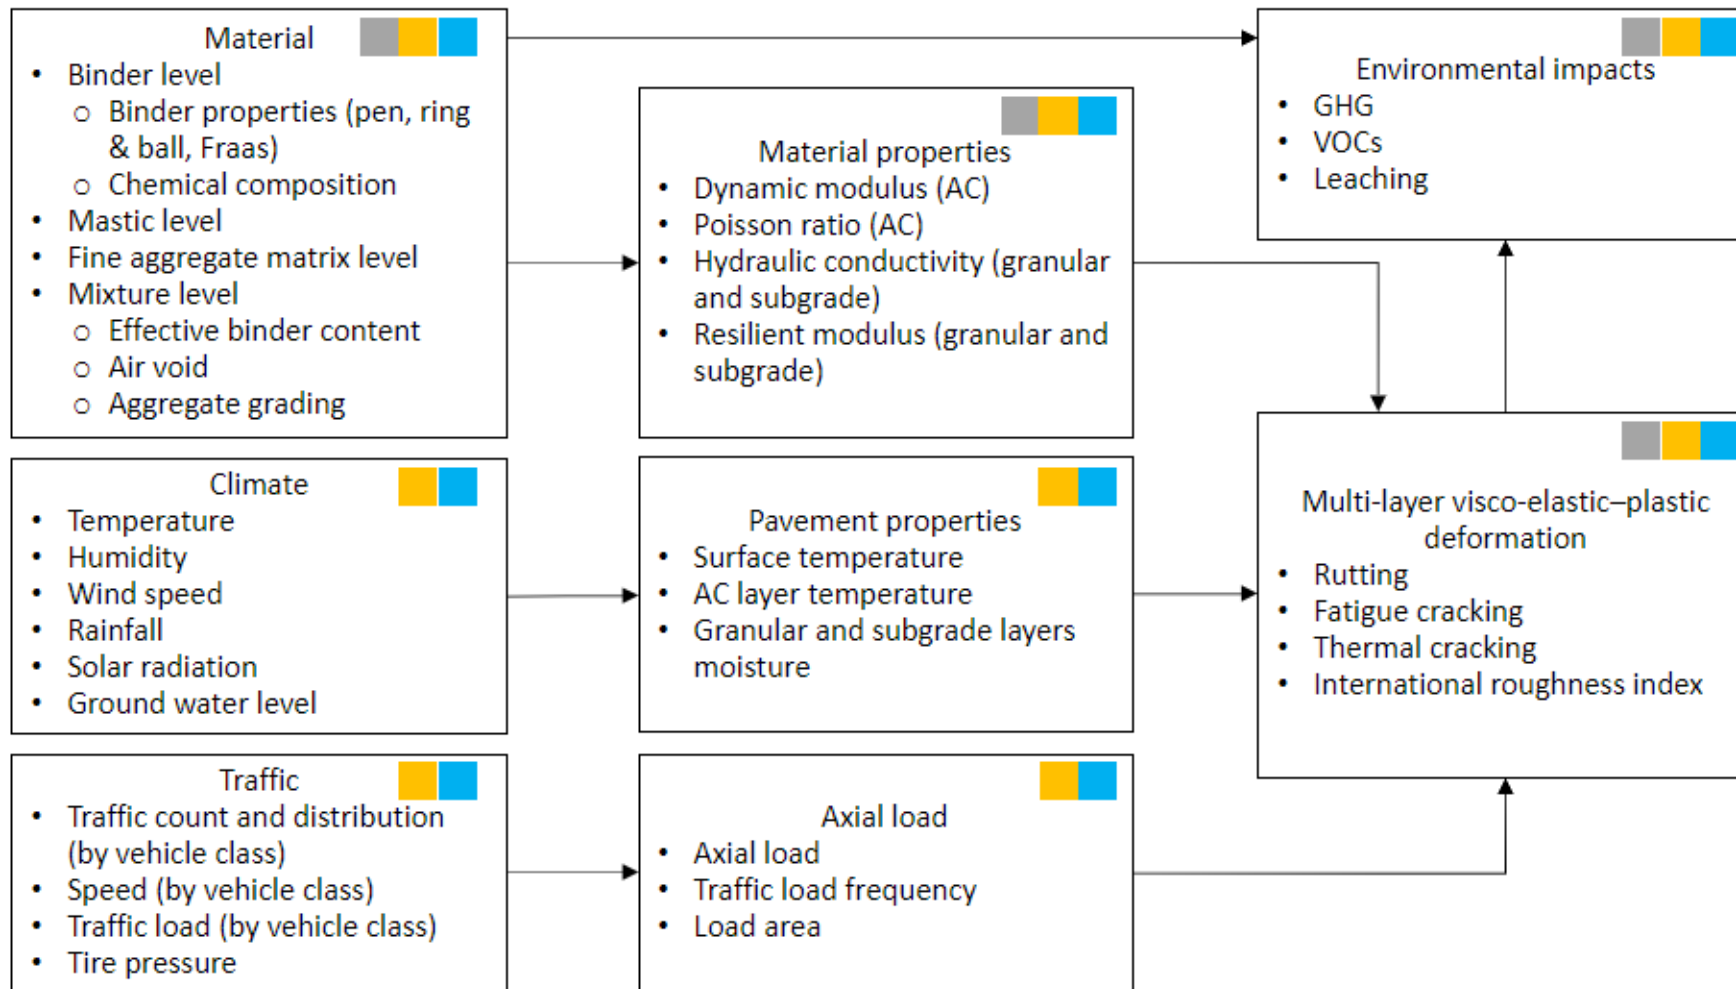 Material
• Binder level
o Binder properties (pen, ring
& ball, Fraas)
o Chemical composition
• Mastic level
• Fine aggregate matrix level
• Mixture level
o Effective binder content
o Air void
o Aggregate grading
Material properties
• Dynamic modulus (AC)
• Poisson ratio (AC)
• Hydraulic conductivity (granular
and subgrade)
• Resilient modulus (granular and
subgrade)
Environmental impacts
• GHG
• VOCs
• Leaching
Climate
• Temperature
• Humidity
• Wind speed
• Rainfall
• Solar radiation
• Ground water level
Pavement properties
• Surface temperature
• AC layer temperature
• Granular and subgrade layers
moisture
Multi-layer visco-elastic–plastic
deformation
• Rutting
• Fatigue cracking
• Thermal cracking
• International roughness index
Traffic
• Traffic count and distribution
(by vehicle class)
• Speed (by vehicle class)
• Traffic load (by vehicle class)
• Tire pressure
Axial load
• Axial load
• Traffic load frequency
• Load area